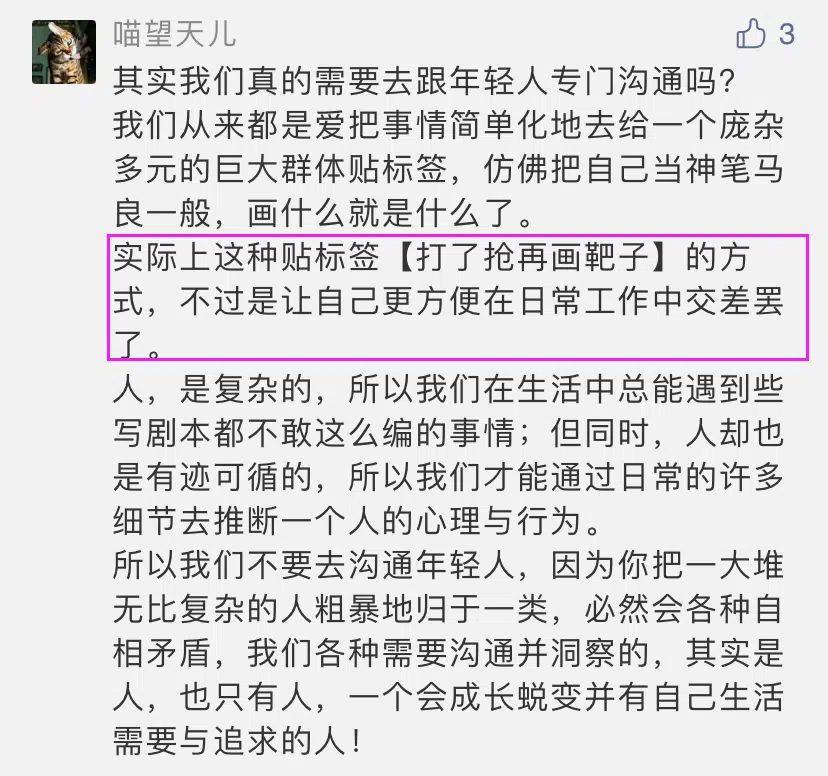 喵望天儿
3
其实我们真的需要去跟年轻人专门沟通吗？
我们从来都是爱把事情简单化地去给一个庞杂
多元的巨大群体贴标签，仿佛把自己当神笔马
良一般，画什么就是什么了。
实际上这种贴标签【打了抢再画靶子】的方
式，不过是让自己更方便在日常工作中交差罢
了。
人，是复杂的，所以我们在生活中总能遇到些
写剧本都不敢这么编的事情；但同时，人却也
是有迹可循的，所以我们才能通过日常的许多
细节去推断一个人的心理与行为。
所以我们不要去沟通年轻人，因为你把一大堆
无比复杂的人粗暴地归于一类，必然会各种自
相矛盾，我们各种需要沟通并洞察的，其实是
人，也只有人，一个会成长蜕变并有自己生活
需要与追求的人！